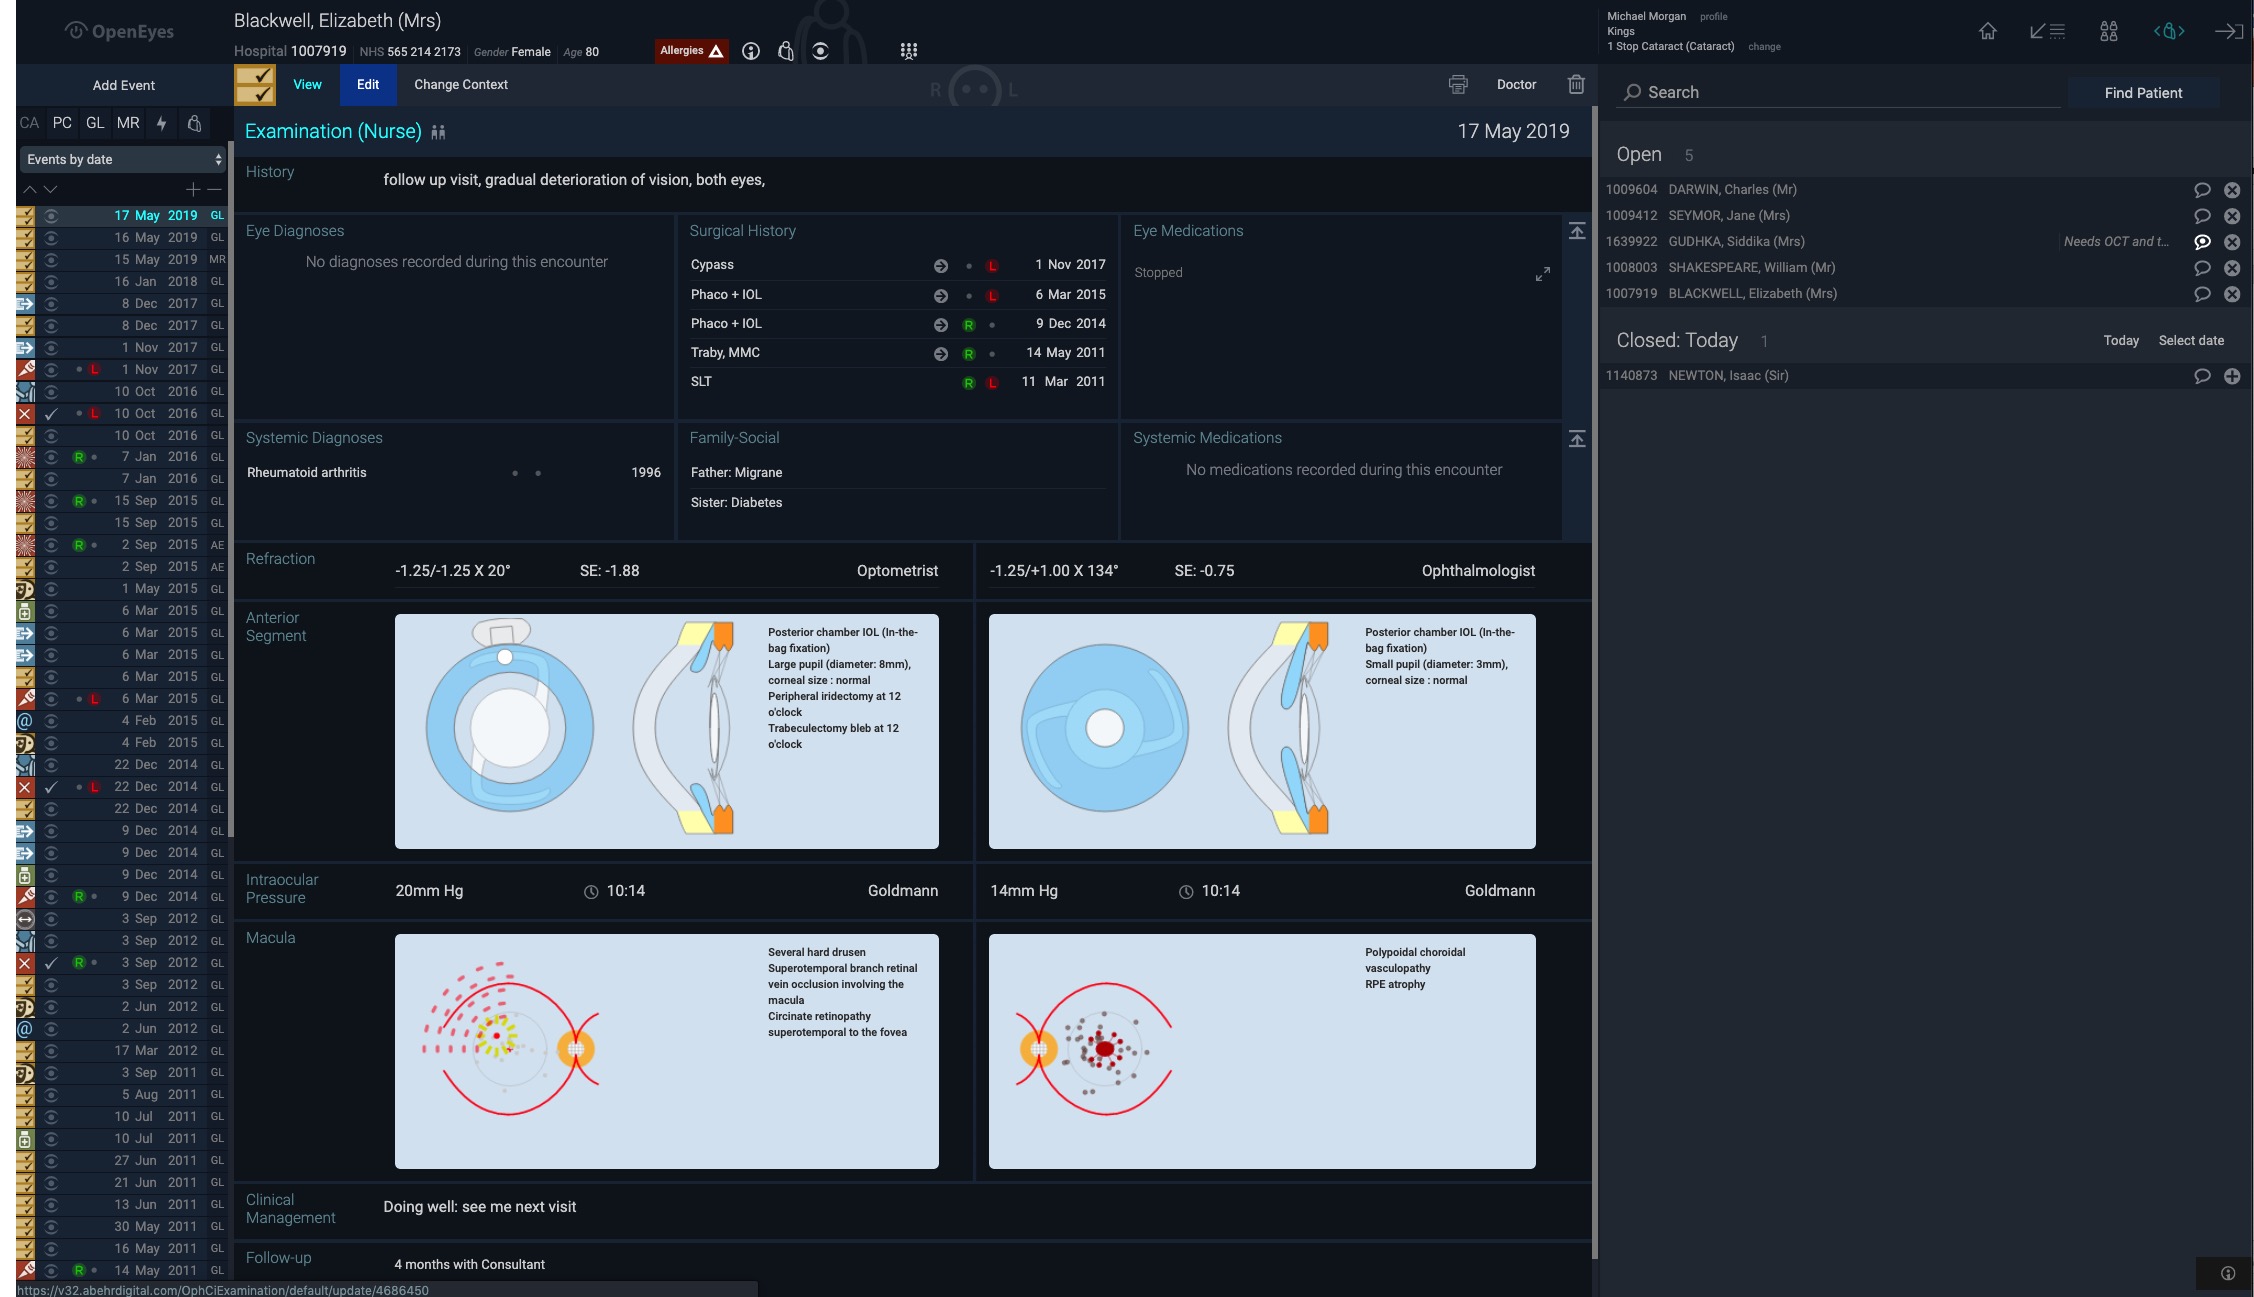 OpenEyes
Blackwell, Elizabeth (Mrs)
Hospital 1007919 NHS 565 214 2173 Gender Female Age 80
Allergies
Michael Morgan profile
Kings
1 Stop Cataract (Cataract) change
Add Event
View Edit Change Context
R L
Doctor
Search
Find Patient
CA PC GL MR
Events by date
17 May 2019 GL
16 May 2019 GL
15 May 2019 MR
16 Jan 2018 GL
8 Dec 2017 GL
8 Dec 2017 GL
1 Nov 2017 GL
L 1 Nov 2017 GL
10 Oct 2016 GL
L 10 Oct 2016 GL
10 Oct 2016 GL
R 7 Jan 2016 GL
7 Jan 2016 GL
R 15 Sep 2015 GL
15 Sep 2015 GL
R 2 Sep 2015 AE
2 Sep 2015 AE
1 May 2015 GL
6 Mar 2015 GL
6 Mar 2015 GL
6 Mar 2015 GL
6 Mar 2015 GL
L 6 Mar 2015 GL
@ 4 Feb 2015 GL
4 Feb 2015 GL
22 Dec 2014 GL
L 22 Dec 2014 GL
22 Dec 2014 GL
9 Dec 2014 GL
9 Dec 2014 GL
9 Dec 2014 GL
R 9 Dec 2014 GL
3 Sep 2012 GL
3 Sep 2012 GL
R 3 Sep 2012 GL
3 Sep 2012 GL
2 Jun 2012 GL
@ 2 Jun 2012 GL
17 Mar 2012 GL
3 Sep 2011 GL
5 Aug 2011 GL
10 Jul 2011 GL
10 Jul 2011 GL
27 Jun 2011 GL
21 Jun 2011 GL
13 Jun 2011 GL
30 May 2011 GL
16 May 2011 GL
R 14 May 2011 GL
Examination (Nurse)
17 May 2019
History
follow up visit, gradual deterioration of vision, both eyes,
Eye Diagnoses
No diagnoses recorded during this encounter
Surgical History
Cypass L 1 Nov 2017
Phaco + IOL L 6 Mar 2015
Phaco + IOL R 9 Dec 2014
Traby, MMC R 14 May 2011
SLT R L 11 Mar 2011
Eye Medications
Stopped
Systemic Diagnoses
Rheumatoid arthritis 1996
Family-Social
Father: Migrane
Sister: Diabetes
Systemic Medications
No medications recorded during this encounter
Refraction
-1.25/-1.25 X 20° SE: -1.88 Optometrist
-1.25/+1.00 X 134° SE: -0.75 Ophthalmologist
Anterior
Segment
Posterior chamber IOL (In-the-
bag fixation)
Large pupil (diameter: 8mm),
corneal size : normal
Peripheral iridectomy at 12
o'clock
Trabeculectomy bleb at 12
o'clock
Posterior chamber IOL (In-the-
bag fixation)
Small pupil (diameter: 3mm),
corneal size : normal
Intraocular
Pressure
20mm Hg 10:14 Goldmann
14mm Hg 10:14 Goldmann
Macula
Several hard drusen
Superotemporal branch retinal
vein occlusion involving the
macula
Circinate retinopathy
superotemporal to the fovea
Polypoidal choroidal
vasculopathy
RPE atrophy
Clinical
Management
Doing well: see me next visit
Follow-up
4 months with Consultant
Open 5
1009604 DARWIN, Charles (Mr)
1009412 SEYMOR, Jane (Mrs)
1639922 GUDHKA, Siddika (Mrs) Needs OCT and t...
1008003 SHAKESPEARE, William (Mr)
1007919 BLACKWELL, Elizabeth (Mrs)
Closed: Today 1 Today Select date
1140873 NEWTON, Isaac (Sir)
https://v32.abehrdigital.com/OphCiExamination/default/update/4686450